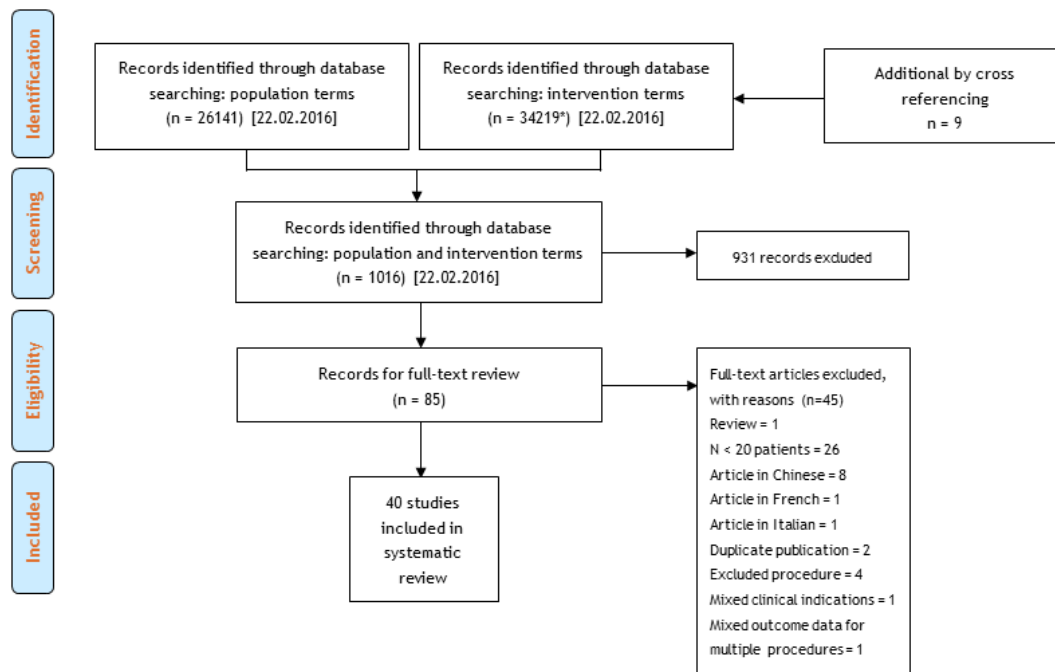 Identification
Records identified through database
searching: population terms
(n = 26141) [22.02.2016]
Records identified through database
searching: intervention terms
(n = 34219*) [22.02.2016]
Additional by cross
referencing
n = 9
Screening
Records identified through database
searching: population and intervention terms
(n = 1016) [22.02.2016]
931 records excluded
Eligibility
Records for full-text review
(n = 85)
Full-text articles excluded,
with reasons (n=45)
Review = 1
N < 20 patients = 26
Article in Chinese = 8
Article in French = 1
Article in Italian = 1
Duplicate publication = 2
Excluded procedure = 4
Mixed clinical indications = 1
Mixed outcome data for
multiple procedures = 1
Included
40 studies
included in
systematic
review